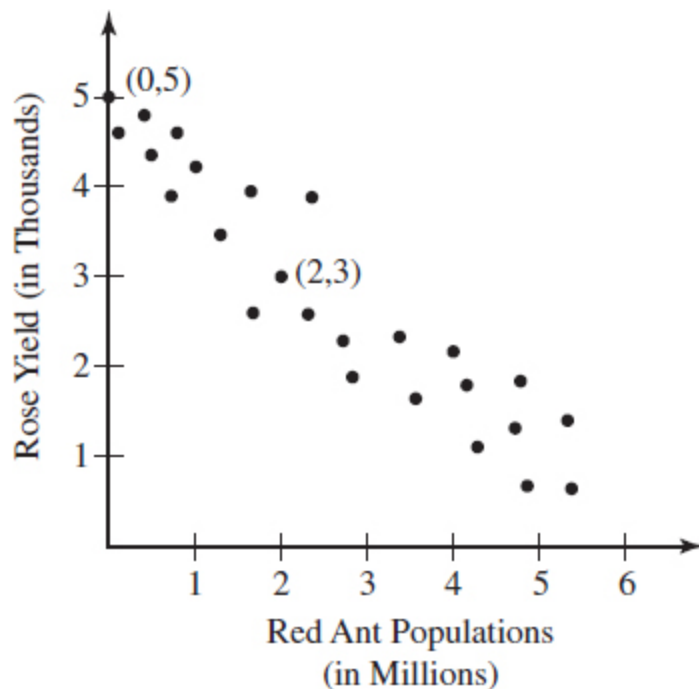 (0,5)
5
4
3
(2,3)
2
1
Rose Yield (in Thousands)
1 2 3 4 5 6
Red Ant Populations
(in Millions)